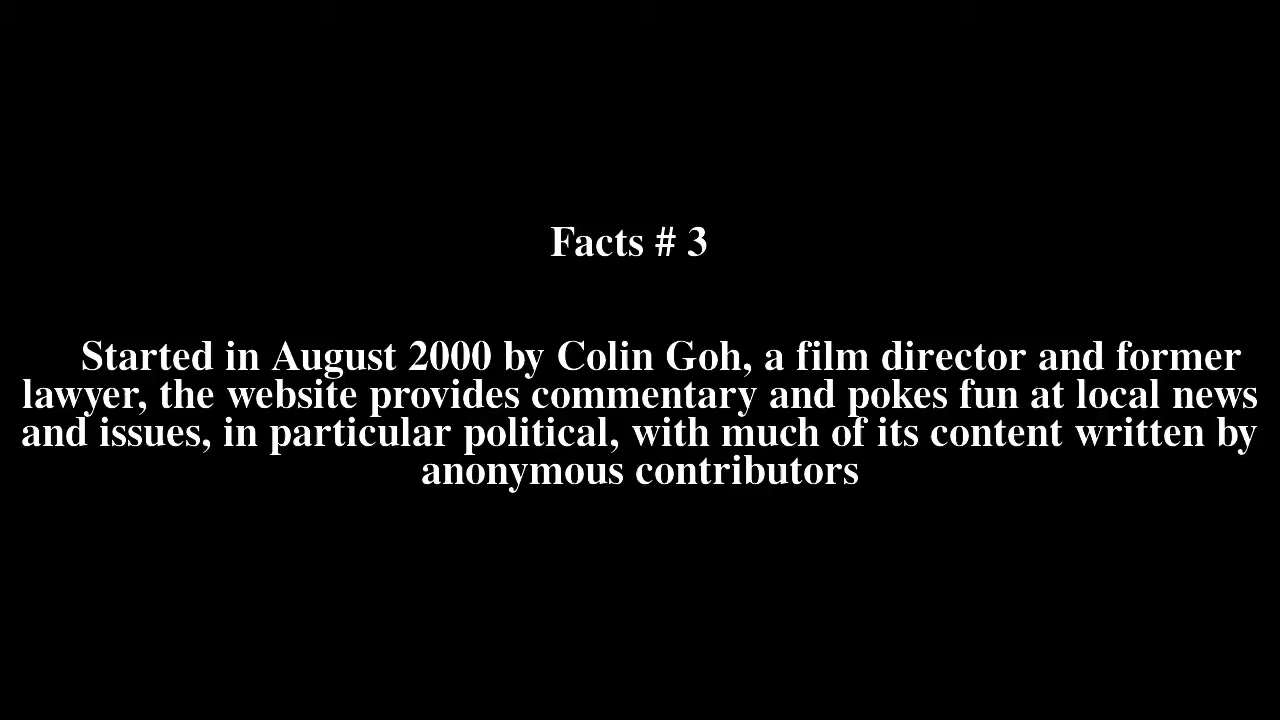 Facts # 3
Started in August 2000 by Colin Goh, a film director and former
lawyer, the website provides commentary and pokes fun at local news
and issues, in particular political, with much of its content written by
anonymous contributors